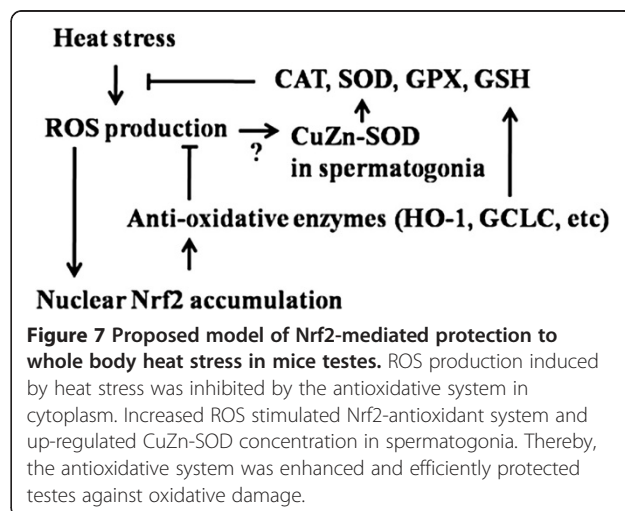 Heat stress
CAT, SOD, GPX, GSH
ROS production
?
CuZn-SOD
in spermatogonia
Anti-oxidative enzymes (HO-1, GCLC, etc)
Nuclear Nrf2 accumulation
Figure 7 Proposed model of Nrf2-mediated protection to
whole body heat stress in mice testes. ROS production induced
by heat stress was inhibited by the antioxidative system in
cytoplasm. Increased ROS stimulated Nrf2-antioxidant system and
up-regulated CuZn-SOD concentration in spermatogonia. Thereby,
the antioxidative system was enhanced and efficiently protected
testes against oxidative damage.